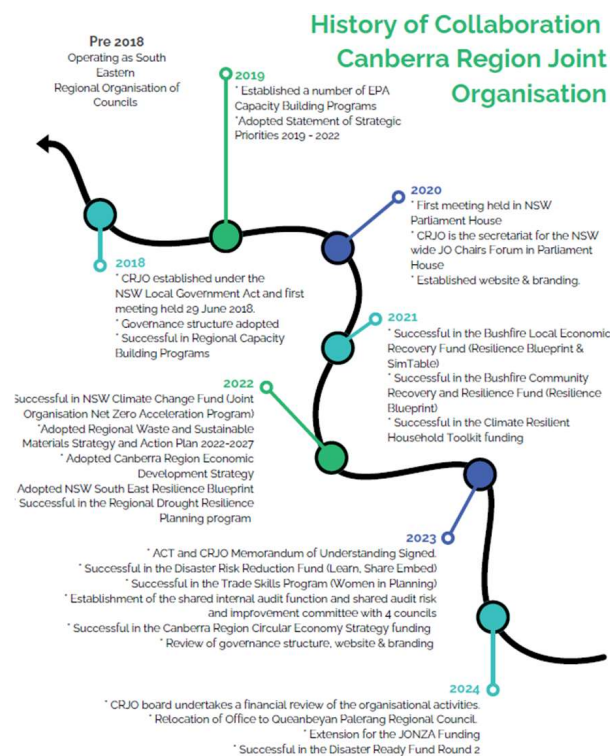 History of Collaboration
Canberra Region Joint
Organisation
Pre 2018
Operating as South
Eastern
Regional Organisation of
Councils
2019
* Established a number of EPA
Capacity Building Programs
*Adopted Statement of Strategic
Priorities 2019 - 2022
2020
* First meeting held in NSW
Parliament House
* CRJO is the secretariat for the NSW
wide JO Chairs Forum in Parliament
House
* Established website & branding.
2018
* CRJO established under the
NSW Local Government Act and first
meeting held 29 June 2018.
* Governance structure adopted
* Successful in Regional Capacity
Building Programs
2021
* Successful in the Bushfire Local Economic
Recovery Fund (Resilience Blueprint &
SimTable)
* Successful in the Bushfire Community
Recovery and Resilience Fund (Resilience
Blueprint)
* Successful in the Climate Resilient
Household Toolkit funding
2022
Successful in NSW Climate Change Fund (Joint
Organisation Net Zero Acceleration Program)
*Adopted Regional Waste and Sustainable
Materials Strategy and Action Plan 2022-2027
* Adopted Canberra Region Economic
Development Strategy
Adopted NSW South East Resilience Blueprint
* Successful in the Regional Drought Resilience
Planning program
2023
* ACT and CRJO Memorandum of Understanding Signed.
* Successful in the Disaster Risk Reduction Fund (Learn, Share Embed)
* Successful in the Trade Skills Program (Women in Planning)
* Establishment of the shared internal audit function and shared audit risk
and improvement committee with 4 councils
* Successful in the Canberra Region Circular Economy Strategy funding
* Review of governance structure, website & branding
2024
* CRJO board undertakes a financial review of the organisational activities.
* Relocation of Office to Queanbeyan Palerang Regional Council.
* Extension for the JONZA Funding
* Successful in the Disaster Ready Fund Round 2